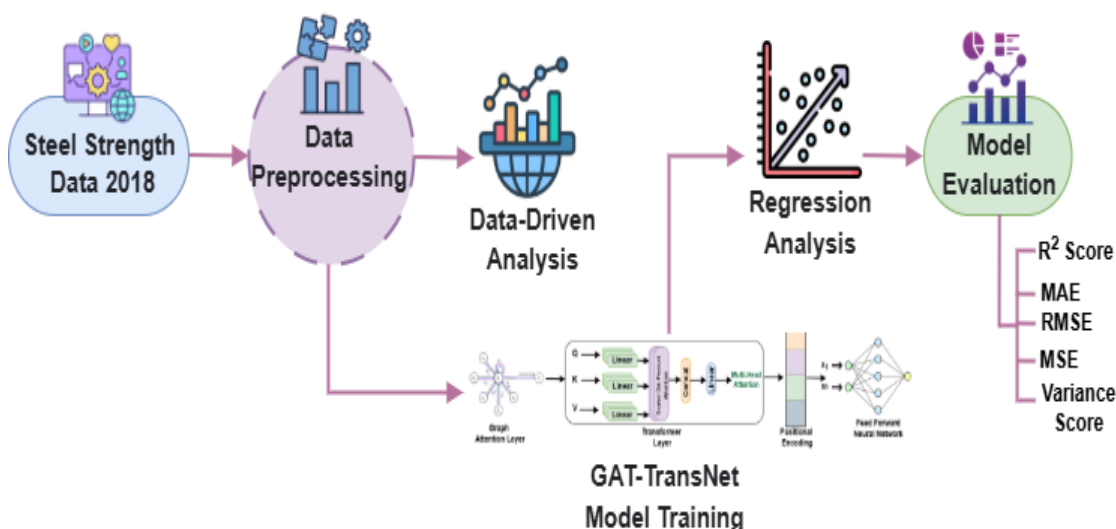 Steel Strength
Data 2018
Data
Preprocessing
Data-Driven
Analysis
Regression
Analysis
Model
Evaluation
R² Score
MAE
RMSE
MSE
Variance
Score
Graph
Attention Layer
Q
K
V
Linear
Linear
Linear
Concat
Linear
Multi-Head
Attention
Transformer
Layer
Positional
Encoding
Feed Forward
Neural Network
GAT-TransNet
Model Training